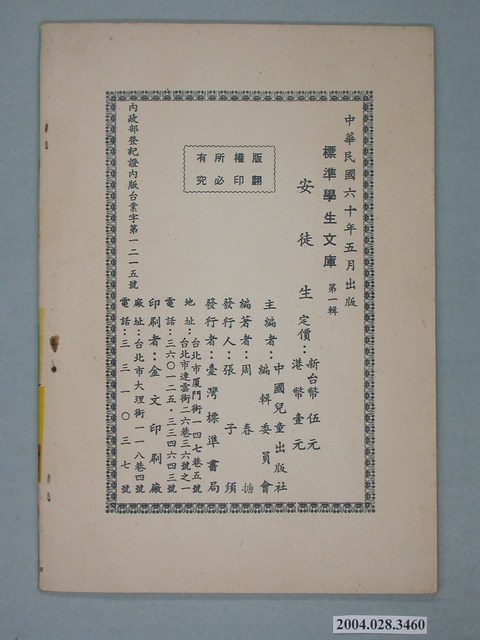 中華民國六十年五月出版
標準學生文庫 第一輯
安徒生
定價：新台幣伍元
港幣壹元
主編者：中國兒童出版社
編輯委員會
編著者：周春塘
發行人：張子須
發行者：臺灣標準書局
地址：台北市廈門街一四七巷五號
台北市連雲街二六巷三六號之一
電話：三六〇一二五·三三四六四三號
印刷者：金文印刷廠
廠址：台北市大理街一一八巷四號
電話：三三一〇三七號
版權所有
翻印必究
內政部登記證內版台業字第一二一五號
2004.028.3460